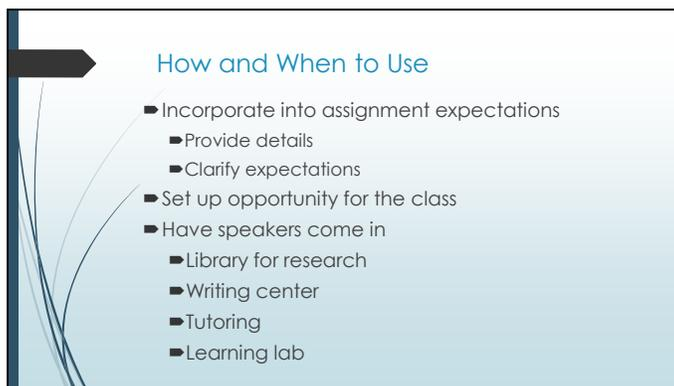 How and When to Use
Incorporate into assignment expectations
Provide details
Clarify expectations
Set up opportunity for the class
Have speakers come in
Library for research
Writing center
Tutoring
Learning lab